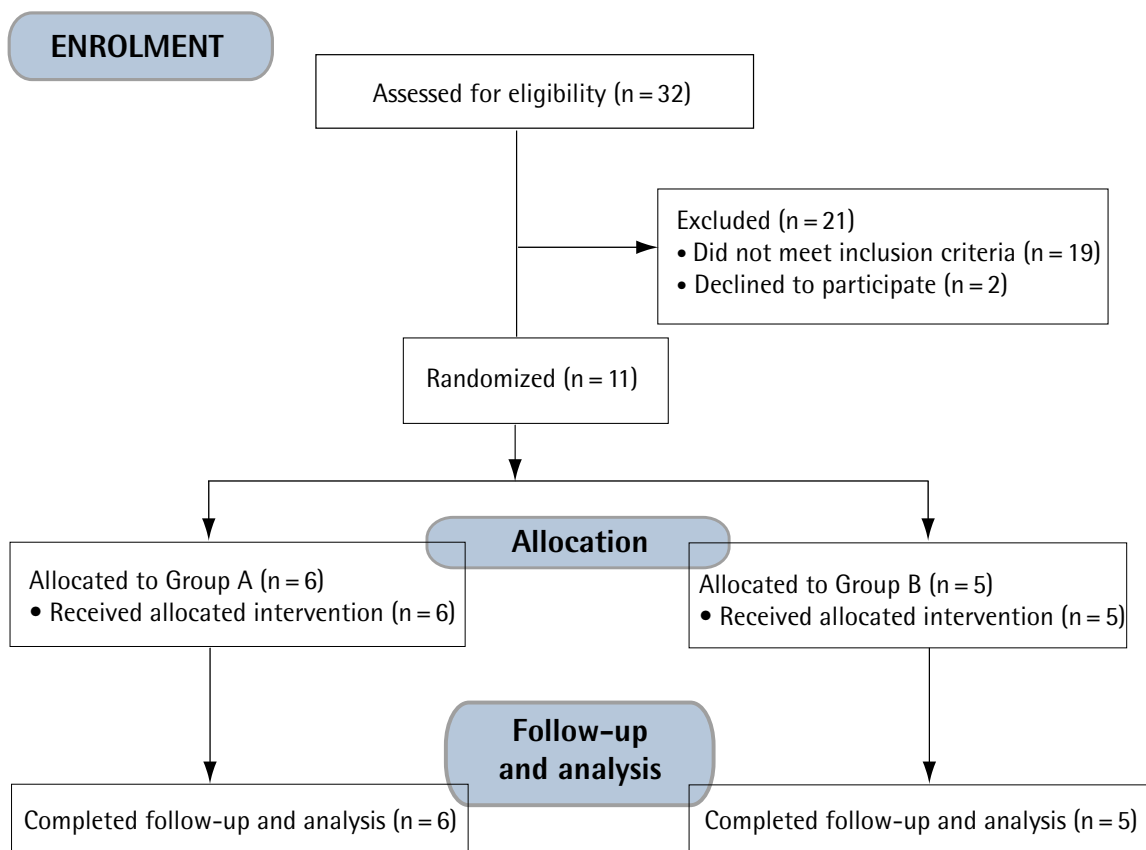 ENROLMENT
Assessed for eligibility (n = 32)
Excluded (n = 21)
• Did not meet inclusion criteria (n = 19)
• Declined to participate (n = 2)
Randomized (n = 11)
Allocation
Allocated to Group A (n = 6)
• Received allocated intervention (n = 6)
Allocated to Group B (n = 5)
• Received allocated intervention (n = 5)
Follow-up
and analysis
Completed follow-up and analysis (n = 6)
Completed follow-up and analysis (n = 5)